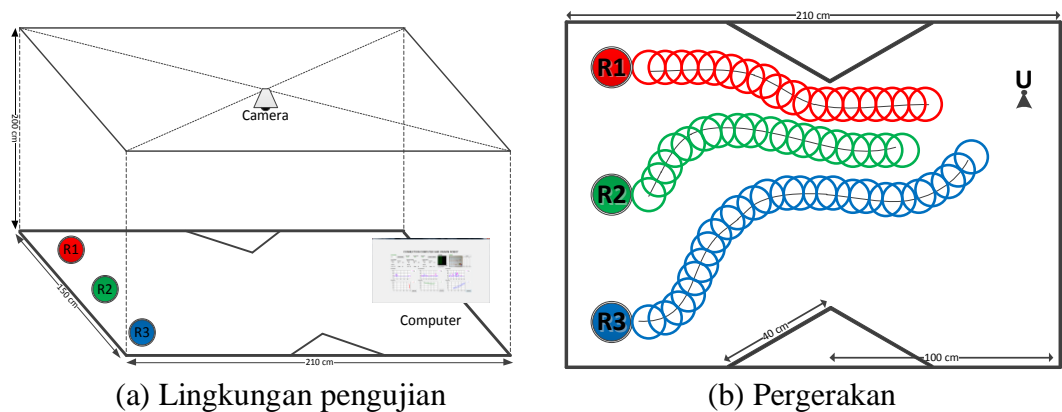 200 cm
Camera
R1
R2
R3
150 cm
Computer
210 cm
(a) Lingkungan pengujian
210 cm
R1
U
R2
R3
40 cm
100 cm
(b) Pergerakan